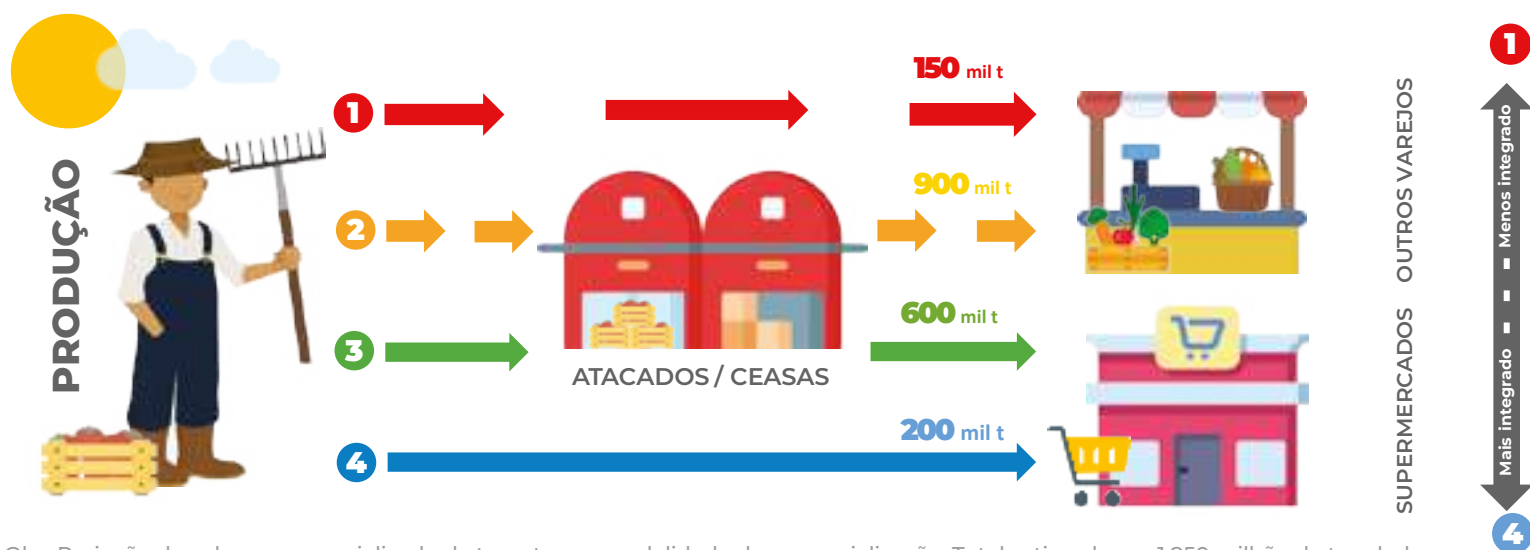 PRODUÇÃO
1
150 mil t
2
900 mil t
ATACADOS / CEASAS
3
600 mil t
4
200 mil t
OUTROS VAREJOS
SUPERMERCADOS
1
Menos integrado
Mais integrado
4